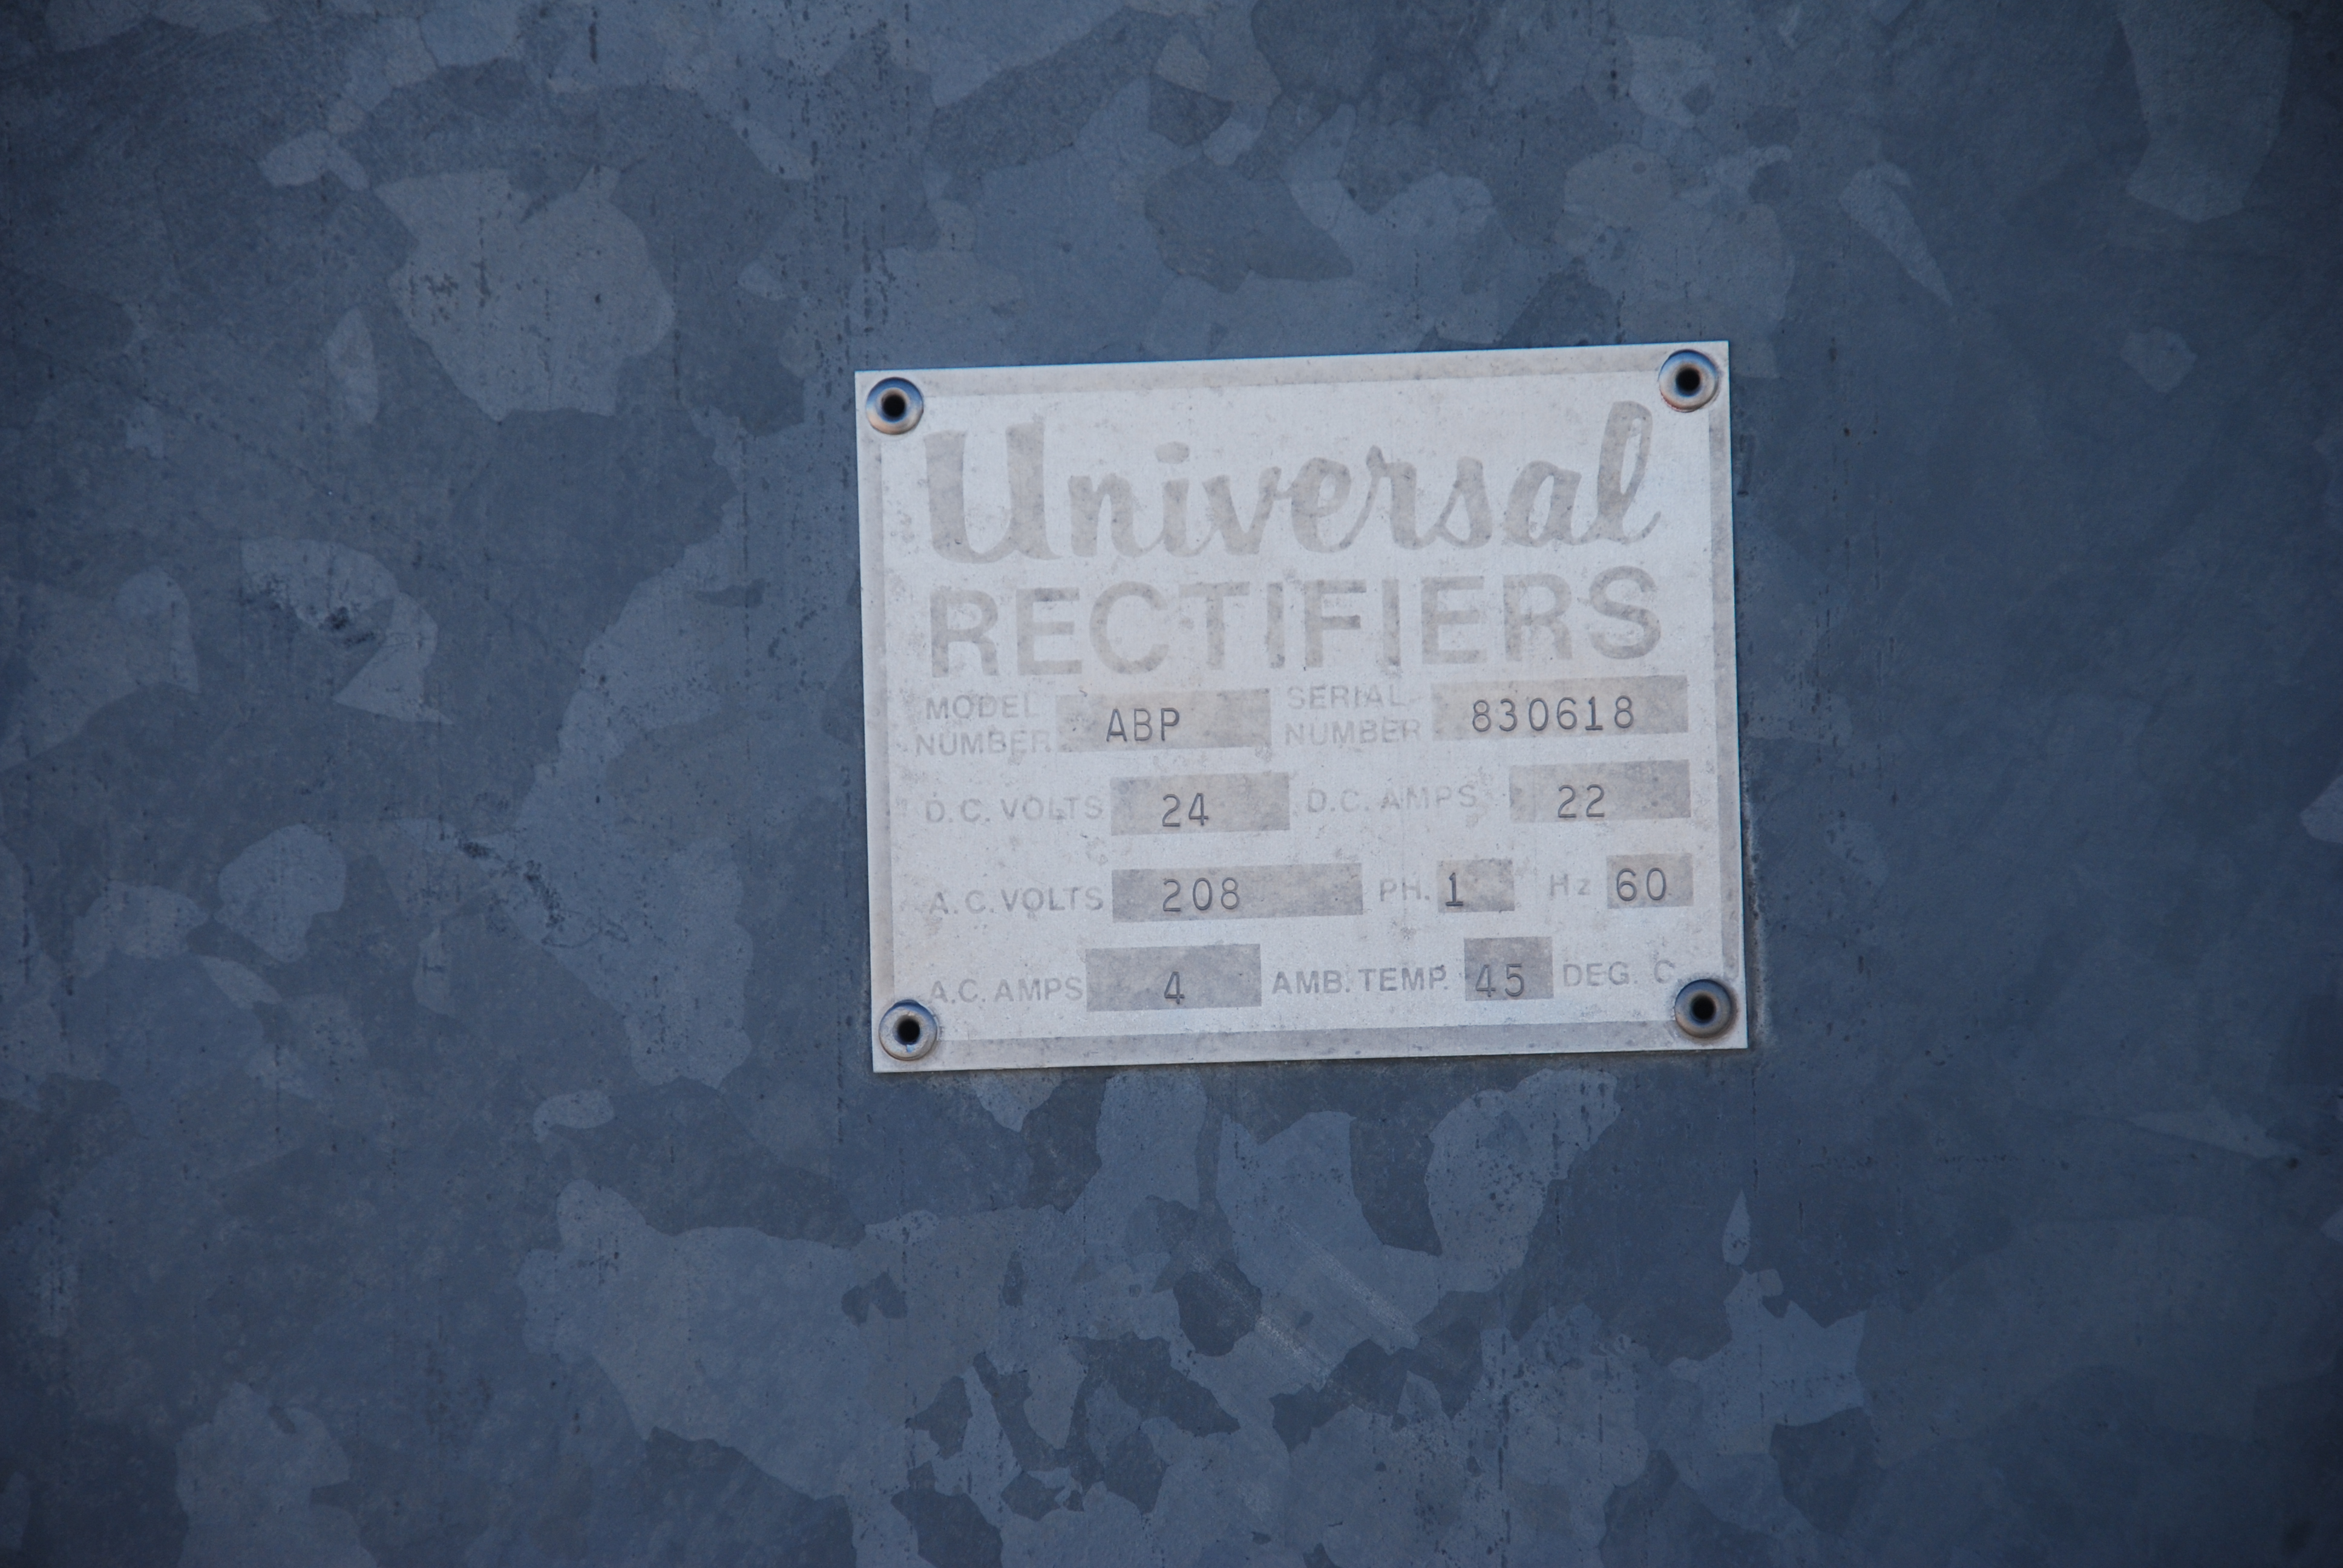 Universal
RECTIFIERS
MODEL NUMBER ABP SERIAL NUMBER 830618
D.C. VOLTS 24 D.C. AMPS 22
A.C. VOLTS 208 PH. 1 Hz 60
A.C. AMPS 4 AMB. TEMP. 45 DEG. C